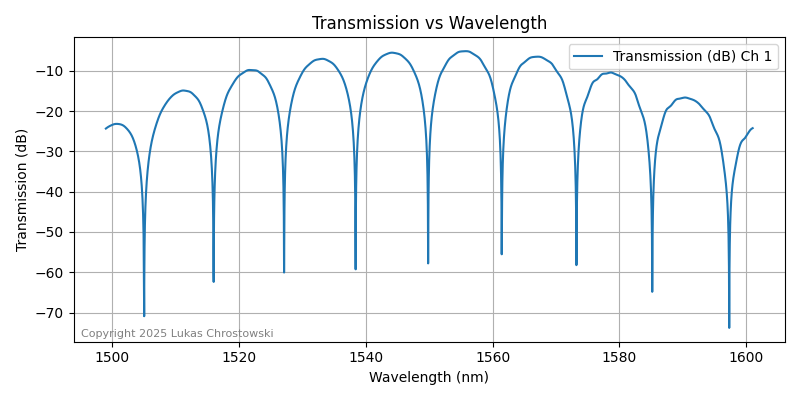 Transmission vs Wavelength
Transmission (dB) Ch 1
Transmission (dB)
−10
−20
−30
−40
−50
−60
−70
Copyright 2025 Lukas Chrostowski
1500 1520 1540 1560 1580 1600
Wavelength (nm)